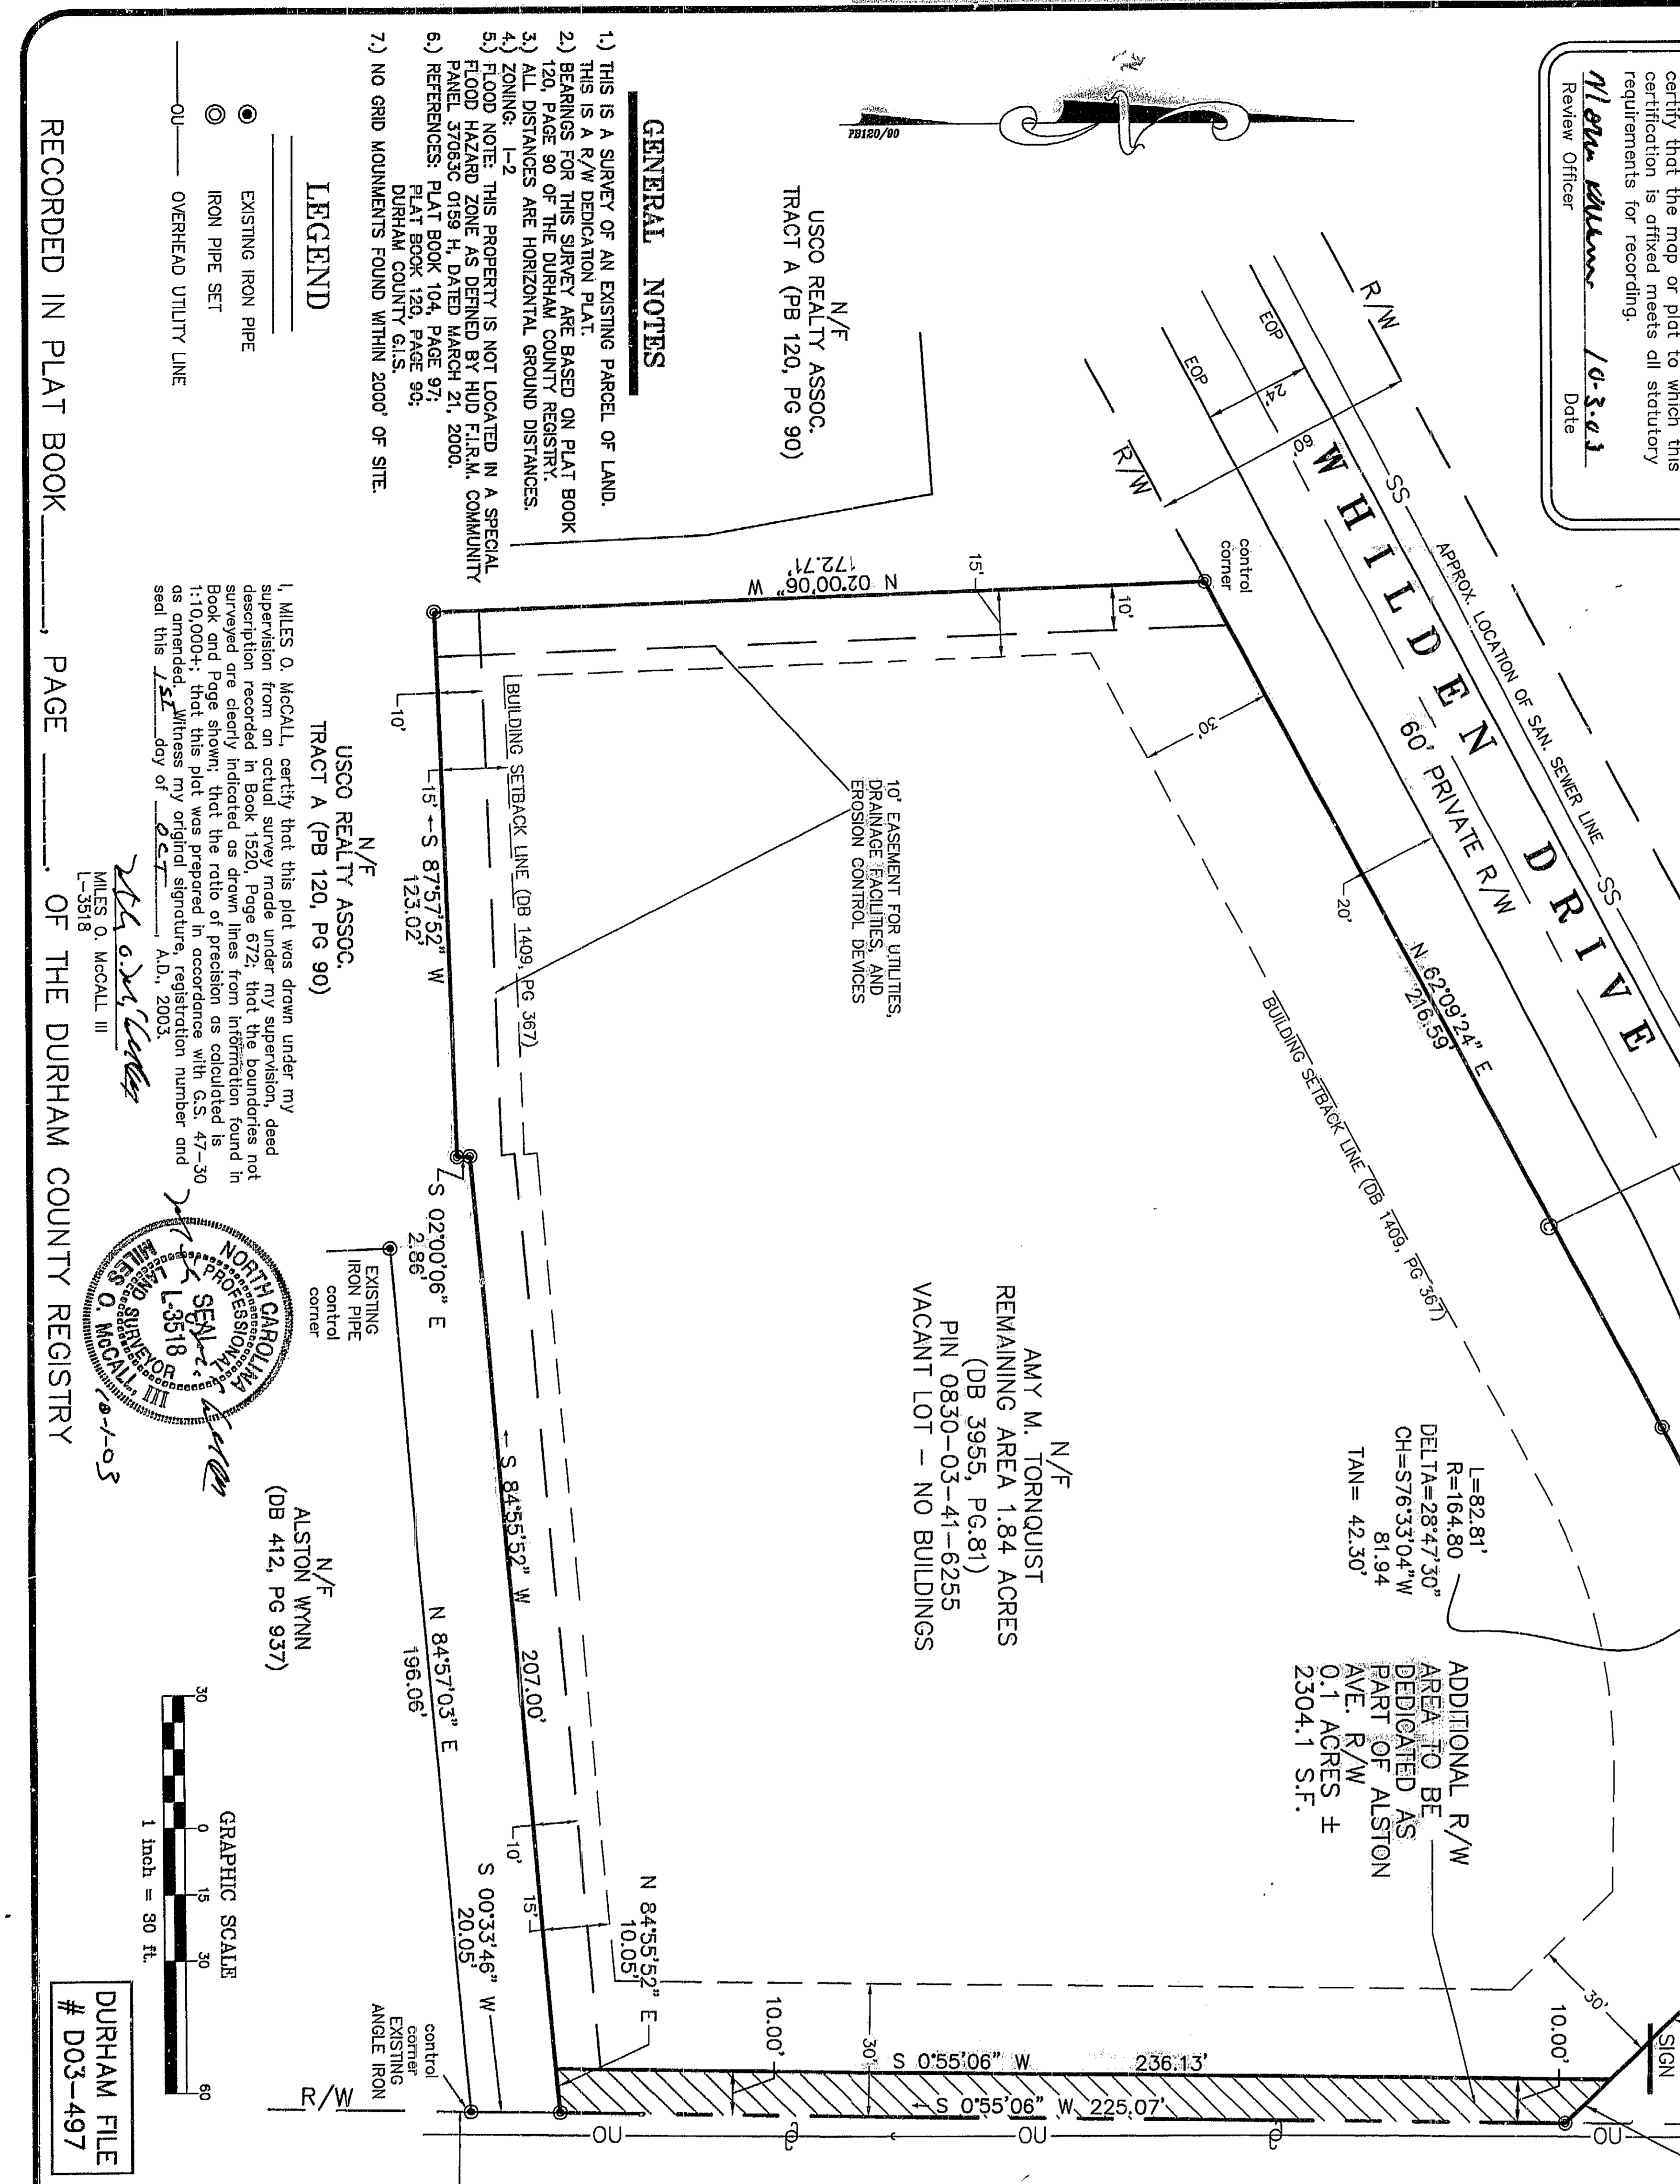 certify that the map or plat to which this
certification is affixed meets all statutory
requirements for recording.
10-3-03
Review Officer Date
PB120/90
N/F
USCO REALTY ASSOC.
TRACT A (PB 120, PG 90)
GENERAL NOTES
1.) THIS IS A SURVEY OF AN EXISTING PARCEL OF LAND.
THIS IS A R/W DEDICATION PLAT.
2.) BEARINGS FOR THIS SURVEY ARE BASED ON PLAT BOOK
120, PAGE 90 OF THE DURHAM COUNTY REGISTRY.
3.) ALL DISTANCES ARE HORIZONTAL GROUND DISTANCES.
4.) ZONING: I-2
5.) FLOOD NOTE: THIS PROPERTY IS NOT LOCATED IN A SPECIAL
FLOOD HAZARD ZONE AS DEFINED BY HUD F.I.R.M. COMMUNITY
PANEL 37063C 0159 H, DATED MARCH 21, 2000.
6.) REFERENCES: PLAT BOOK 104, PAGE 97;
PLAT BOOK 120, PAGE 90;
DURHAM COUNTY G.I.S.
7.) NO GRID MOUNMENTS FOUND WITHIN 2000' OF SITE.
LEGEND
EXISTING IRON PIPE
IRON PIPE SET
OU OVERHEAD UTILITY LINE
R/W
EOP
EOP
24'
60'
R/W
WHILDEN DRIVE
60' PRIVATE R/W
SS
APPROX. LOCATION OF SAN. SEWER LINE
SS
control
corner
N 02°00'06" W
172.71'
15'
10'
30'
20'
N 62°09'24" E
216.59'
BUILDING SETBACK LINE (DB 1409, PG 367)
10' EASEMENT FOR UTILITIES,
DRAINAGE FACILITIES, AND
EROSION CONTROL DEVICES
BUILDING SETBACK LINE (DB 1409, PG 367)
10'
15'
S 87°57'52" W
123.02'
N/F
USCO REALTY ASSOC.
TRACT A (PB 120, PG 90)
S 02°00'06" E
2.86'
L=82.81'
R=164.80
DELTA=28°47'30"
CH=S76°33'04"W
81.94
TAN= 42.30'
N/F
AMY M. TORNQUIST
REMAINING AREA 1.84 ACRES
(DB 3955, PG.81)
PIN 0830-03-41-6255
VACANT LOT - NO BUILDINGS
ADDITIONAL R/W
AREA TO BE
DEDICATED AS
PART OF ALSTON
AVE. R/W
0.1 ACRES ±
2304.1 S.F.
EXISTING
IRON PIPE
control
corner
S 84°55'52" W 207.00'
N 84°57'03" E
196.06'
N/F
ALSTON WYNN
(DB 412, PG 937)
10'
15'
N 84°55'52" E
10.05'
S 00°33'46" W
20.05'
control
corner
EXISTING
ANGLE IRON
R/W
10.00'
30'
S 0°55'06" W 236.13'
S 0°55'06" W 225.07'
10.00'
30'
SIGN
OU
OU
OU
I, MILES O. McCALL, certify that this plat was drawn under my
supervision from an actual survey made under my supervision, deed
description recorded in Book 1520, Page 672; that the boundaries not
surveyed are clearly indicated as drawn lines from information found in
Book and Page shown; that the ratio of precision as calculated is
1:10,000+; that this plat was prepared in accordance with G.S. 47-30
as amended. Witness my original signature, registration number and
seal this 1st day of OCT, A.D., 2003.
MILES O. McCALL III
L-3518
NORTH CAROLINA
PROFESSIONAL
SEAL
L-3518
LAND SURVEYOR
MILES O. McCALL, III
10-1-03
GRAPHIC SCALE
30 0 15 30 60
1 inch = 30 ft.
DURHAM FILE
# D03-497
RECORDED IN PLAT BOOK______, PAGE ______, OF THE DURHAM COUNTY REGISTRY